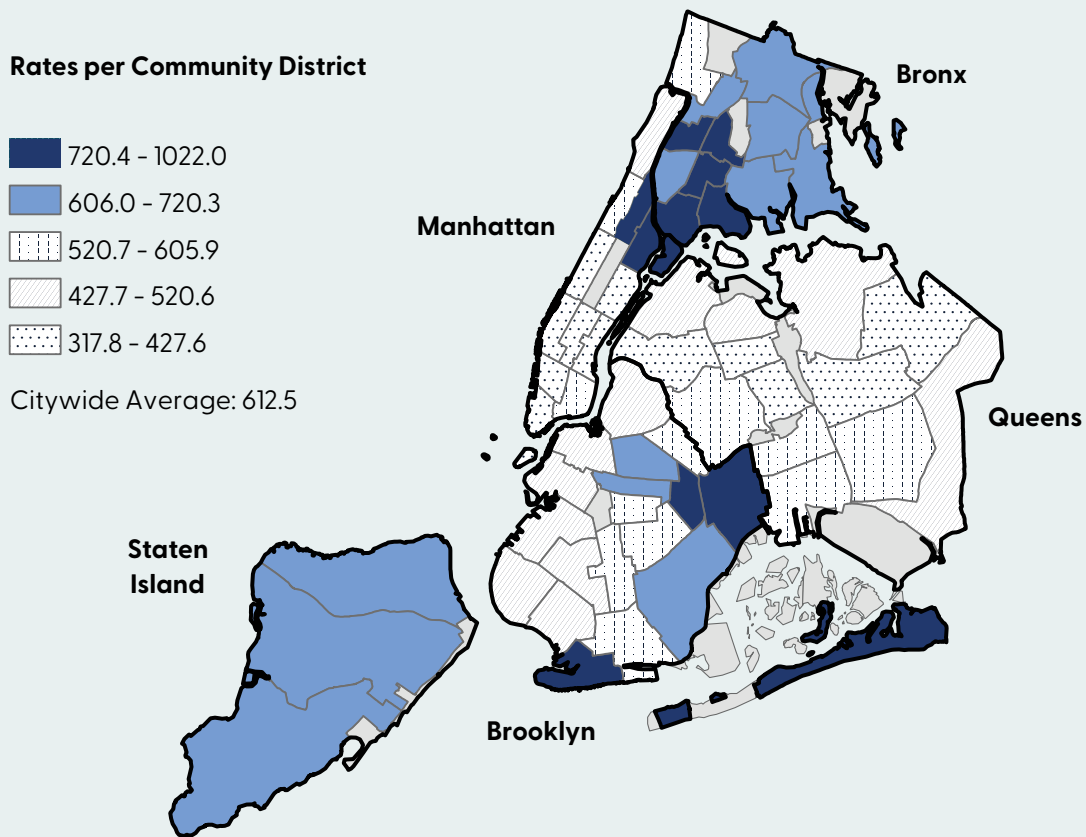 Rates per Community District
720.4 - 1022.0
606.0 - 720.3
520.7 - 605.9
427.7 - 520.6
317.8 - 427.6
Citywide Average: 612.5
Bronx
Manhattan
Queens
Staten
Island
Brooklyn